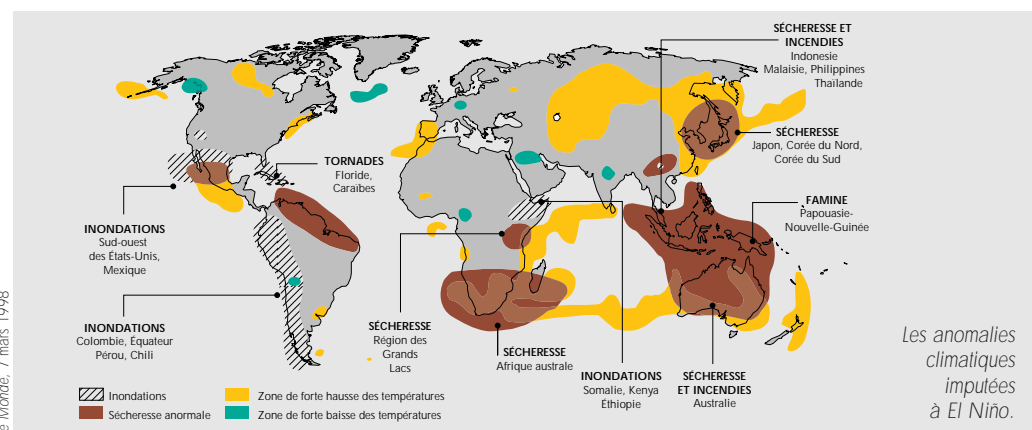 SÉCHERESSE ET
INCENDIES
Indonesie
Malaisie, Philippines
Thaïlande
SÉCHERESSE
Japon, Corée du Nord,
Corée du Sud
TORNADES
Floride,
Caraïbes
FAMINE
Papouasie-
Nouvelle-Guinée
INONDATIONS
Sud-ouest
des États-Unis,
Mexique
INONDATIONS
Colombie, Équateur
Pérou, Chili
SÉCHERESSE
Région des
Grands
Lacs
SÉCHERESSE
Afrique australe
INONDATIONS
Somalie, Kenya
Éthiopie
SÉCHERESSE
ET INCENDIES
Australie
Les anomalies
climatiques
imputées
à El Niño.
Inondations
Sécheresse anormale
Zone de forte hausse des températures
Zone de forte baisse des températures
Monde, 7 mars 1998